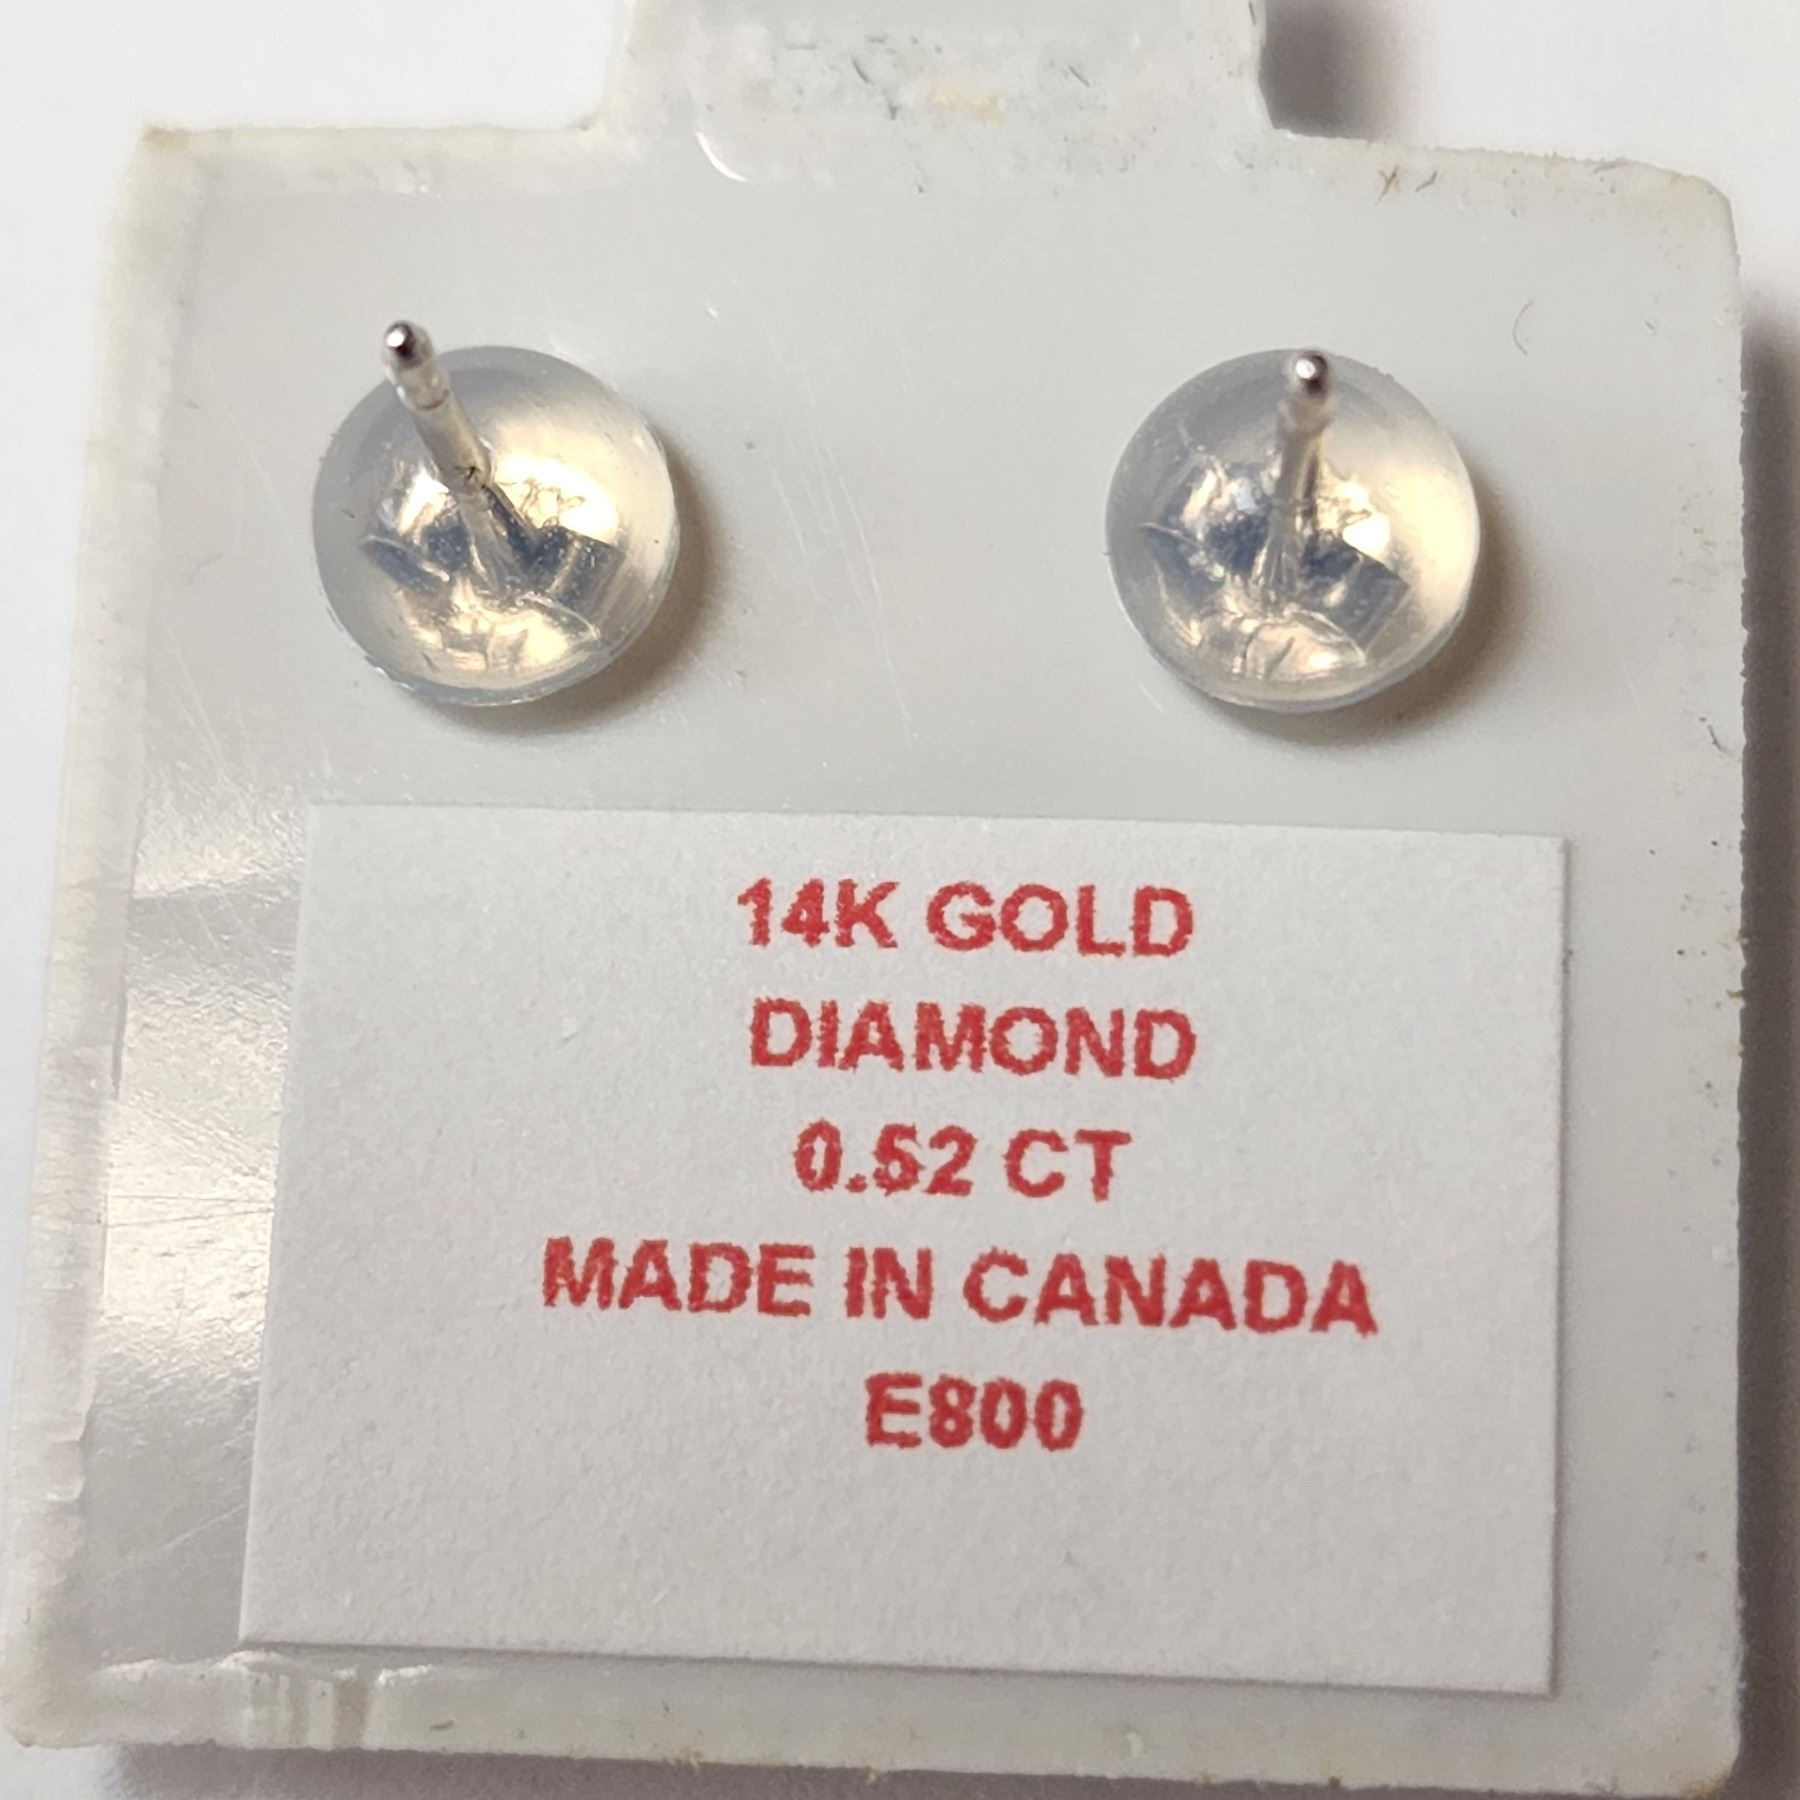 14K GOLD
DIAMOND
0.52 CT
MADE IN CANADA
E800